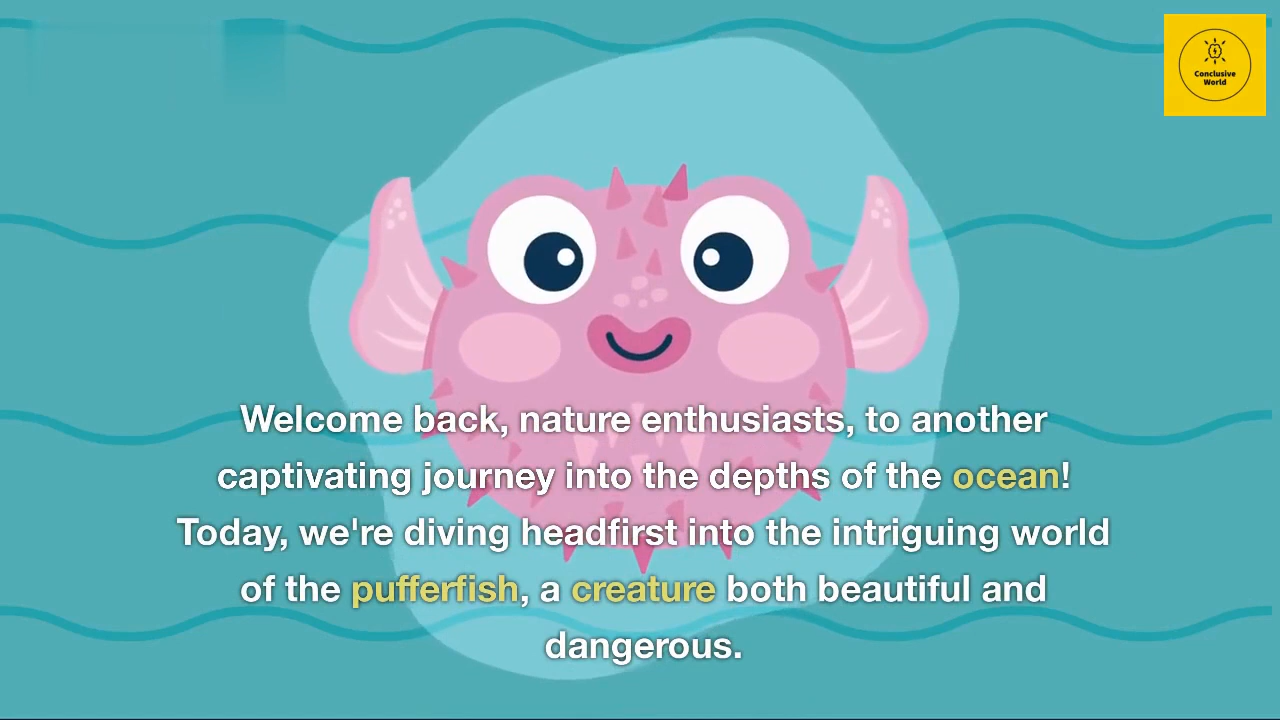 Conclusive
World
Welcome back, nature enthusiasts, to another
captivating journey into the depths of the ocean!
Today, we're diving headfirst into the intriguing world
of the pufferfish, a creature both beautiful and
dangerous.